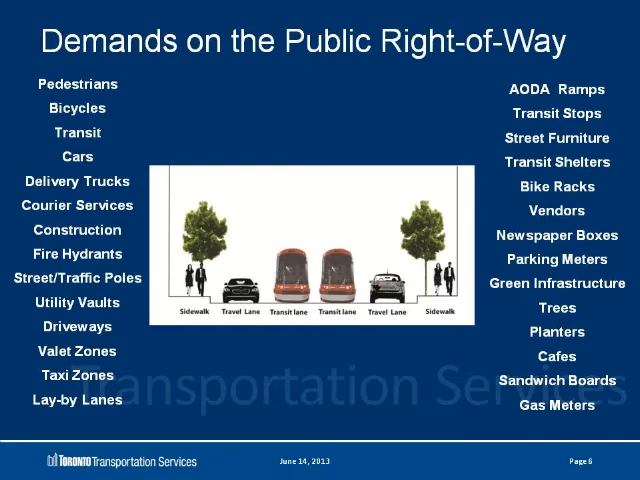 Demands on the Public Right-of-Way
Pedestrians
Bicycles
Transit
Cars
Delivery Trucks
Courier Services
Construction
Fire Hydrants
Street/Traffic Poles
Utility Vaults
Driveways
Valet Zones
Taxi Zones
Lay-by Lanes
Sidewalk Travel Lane Transit lane Transit lane Travel Lane Sidewalk
AODA Ramps
Transit Stops
Street Furniture
Transit Shelters
Bike Racks
Vendors
Newspaper Boxes
Parking Meters
Green Infrastructure
Trees
Planters
Cafes
Sandwich Boards
Gas Meters
Transportation Services
TORONTO Transportation Services
June 14, 2013
Page 6